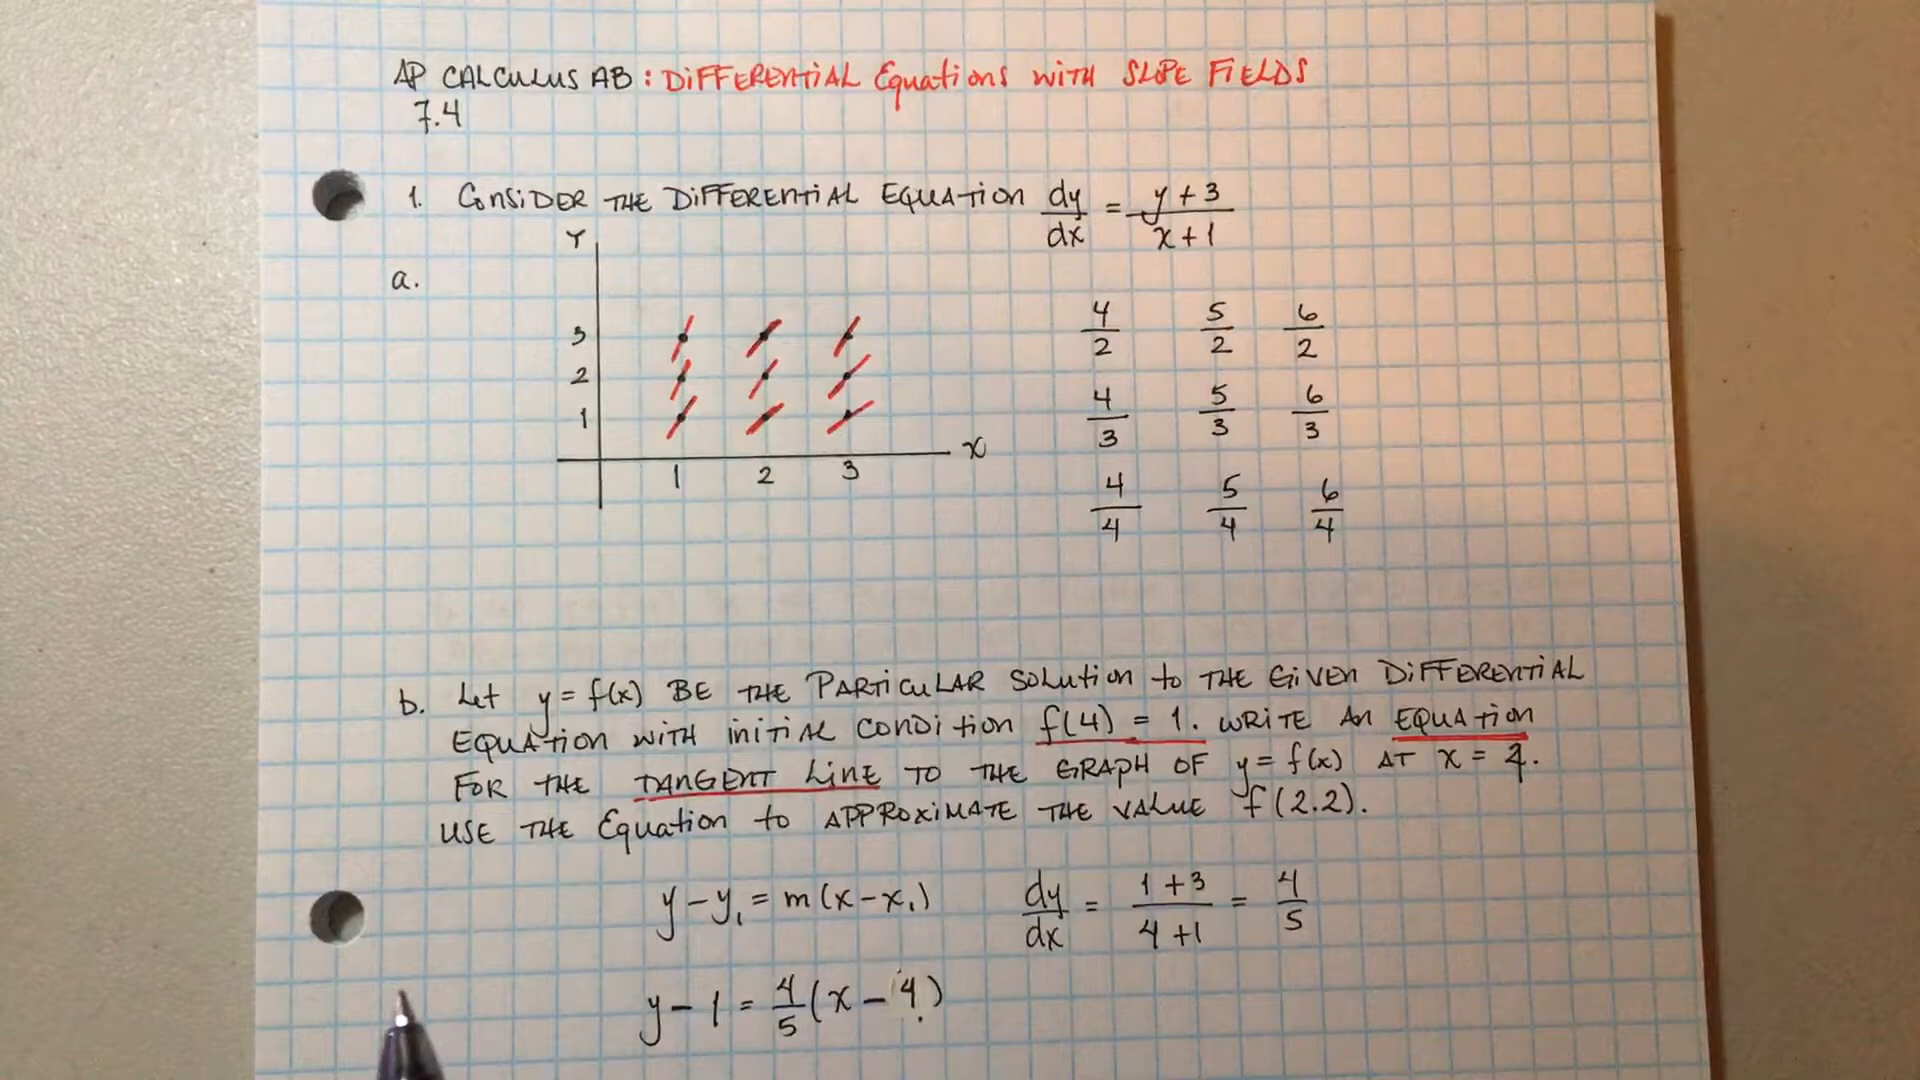 AP CALCULUS AB: DIFFERENTIAL Equations with SLOPE FIELDS
7.4
1. CONSIDER THE DIFFERENTIAL EQUATION dy/dx = (y + 3)/(x + 1)
Y
a.
3
2
1
X
1 2 3
4/2 5/2 6/2
4/3 5/3 6/3
4/4 5/4 6/4
b. Let y = f(x) BE THE PARTICULAR SOLUTION to THE GIVEN DIFFERENTIAL
EQUATION WITH INITIAL CONDITION f(4) = 1. WRITE AN EQUATION
FOR THE TANGENT LINE TO THE GRAPH OF y = f(x) AT x = 4.
USE THE Equation to APPROXIMATE THE VALUE f(2.2).
y - y₁ = m(x - x₁) dy/dx = (1 + 3)/(4 + 1) = 4/5
y - 1 = 4/5 (x - 4)